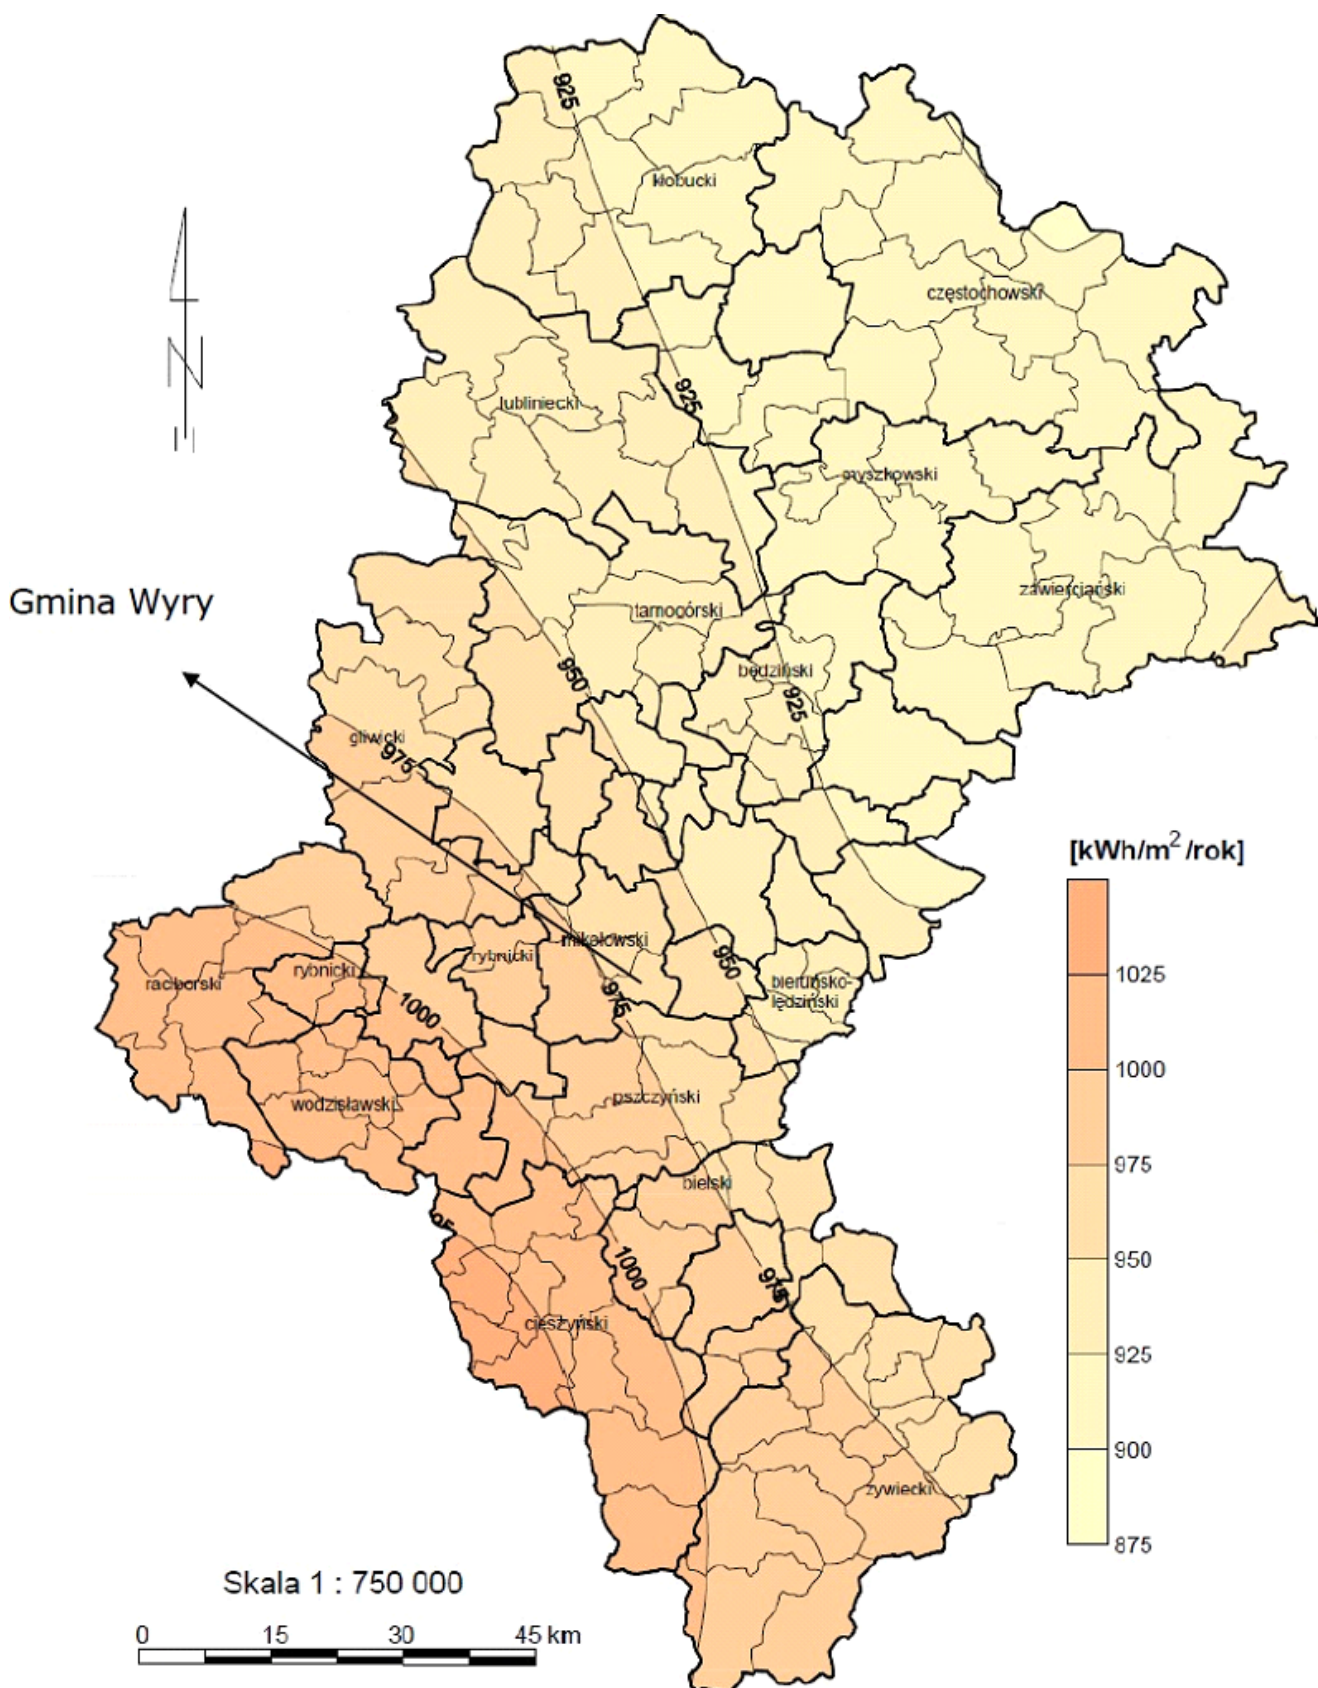 925
kłobucki
częstochowski
925
lubliniecki
myszkowski
zawierciański
Gmina Wyry
tarnogórski
950
będziński
925
gliwicki
975
[kWh/m² /rok]
mikołowski
rybnicki
950
rybnicki
raciborski
bieruńsko-
lędziński
1025
975
1000
1000
pszczyński
wodzisławski
975
bielski
950
1000
975
cieszyński
925
900
żywiecki
875
Skala 1 : 750 000
0 15 30 45 km
N